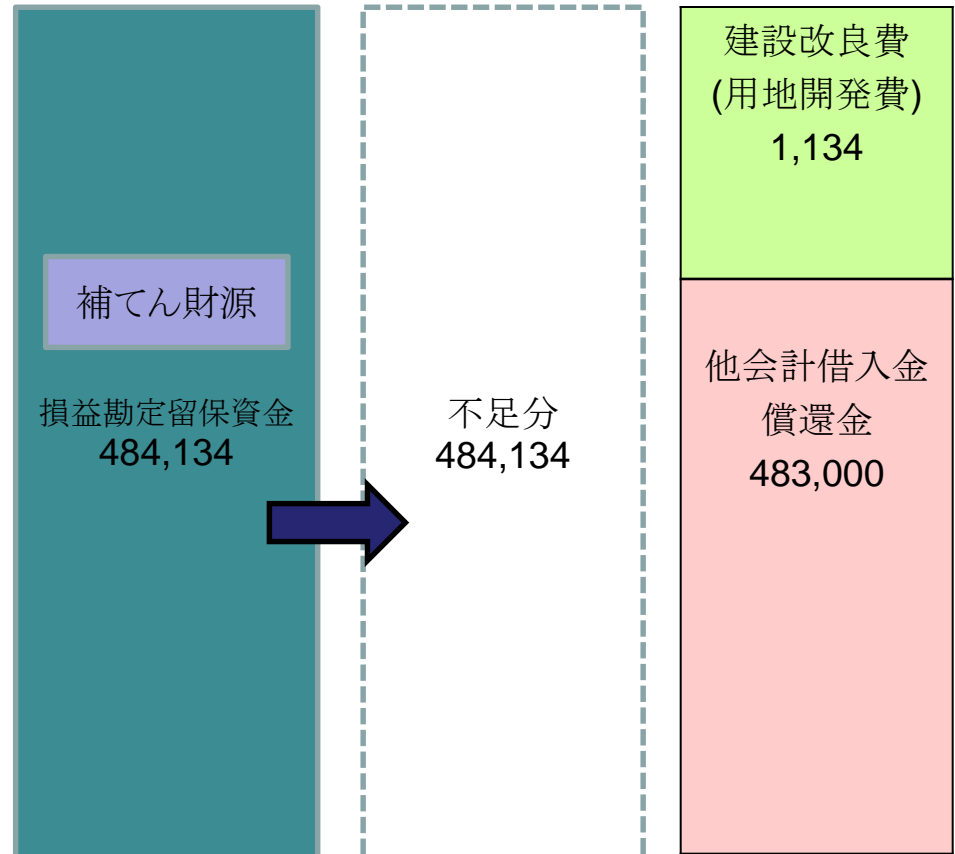 補てん財源
損益勘定留保資金
484,134
不足分
484,134
建設改良費
(用地開発費)
1,134
他会計借入金
償還金
483,000